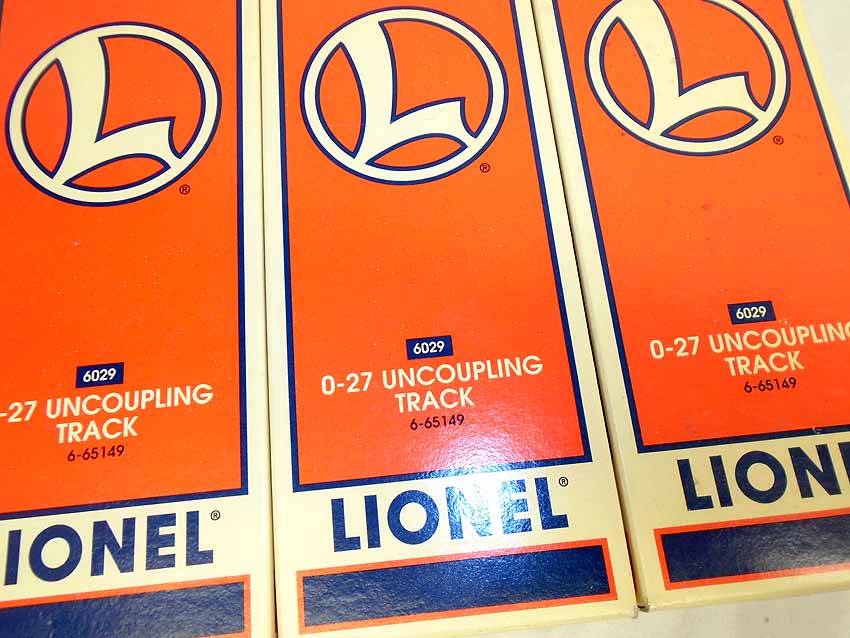 L
®
6029
-27 UNCOUPLING
TRACK
6-65149
IONEL®
L
®
6029
0-27 UNCOUPLING
TRACK
6-65149
LIONEL®
L
®
6029
0-27 UNCOUPLING
TRACK
6-65149
LIONE